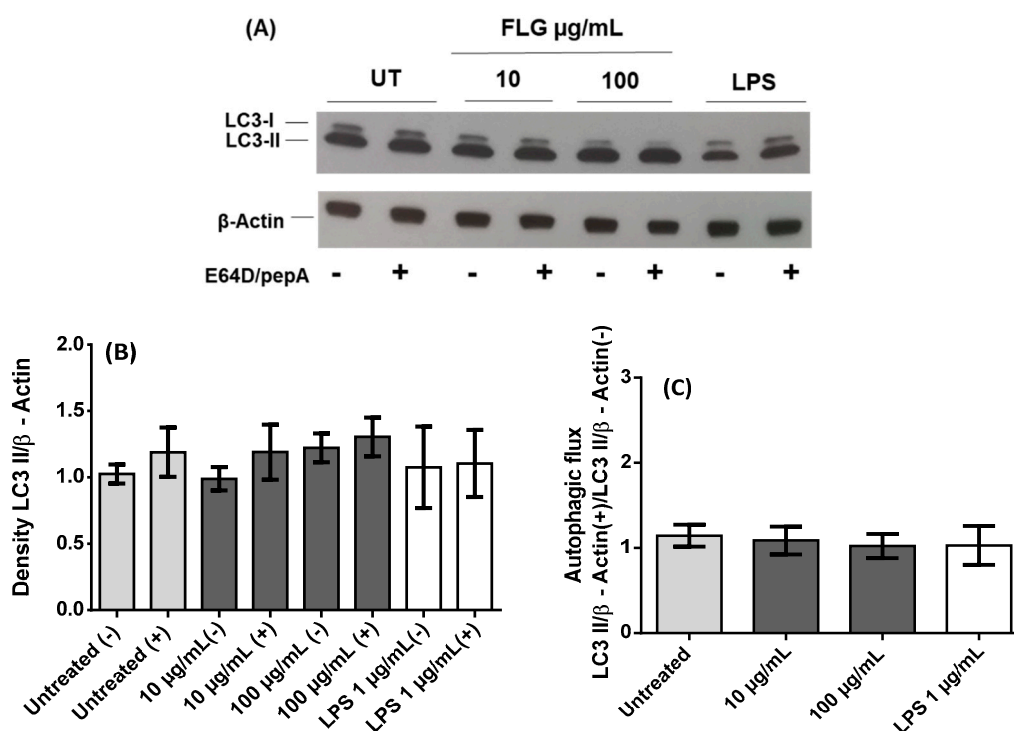 (A)
FLG µg/mL
UT 10 100 LPS
LC3-I
LC3-II
β-Actin
E64D/pepA - + - + - + - +
(B)
Density LC3 II/β - Actin
2.0
1.5
1.0
0.5
0.0
Untreated (-)
Untreated (+)
10 µg/mL(-)
10 µg/mL (+)
100 µg/mL (-)
100 µg/mL (+)
LPS 1 µg/mL(-)
LPS 1 µg/mL(+)
(C)
Autophagic flux
LC3 II/β - Actin(+)/LC3 II/β - Actin(-)
3
2
1
0
Untreated
10 µg/mL
100 µg/mL
LPS 1 µg/mL